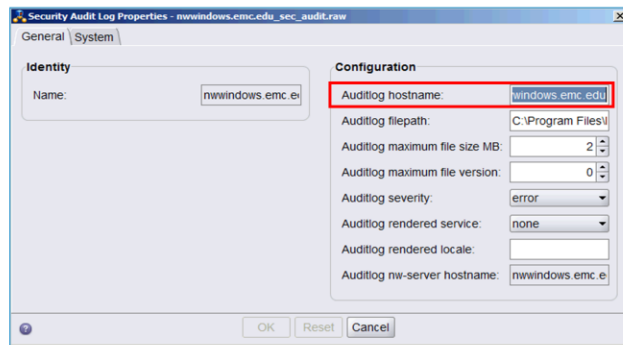 Security Audit Log Properties - nwwindows.emc.edu_sec_audit.raw
General
System
Identity
Name: nwwindows.emc.e
Configuration
Auditlog hostname: windows.emc.edu
Auditlog filepath: C:\Program Files\
Auditlog maximum file size MB: 2
Auditlog maximum file version: 0
Auditlog severity: error
Auditlog rendered service: none
Auditlog rendered locale:
Auditlog nw-server hostname: nwwindows.emc.e
OK Reset Cancel